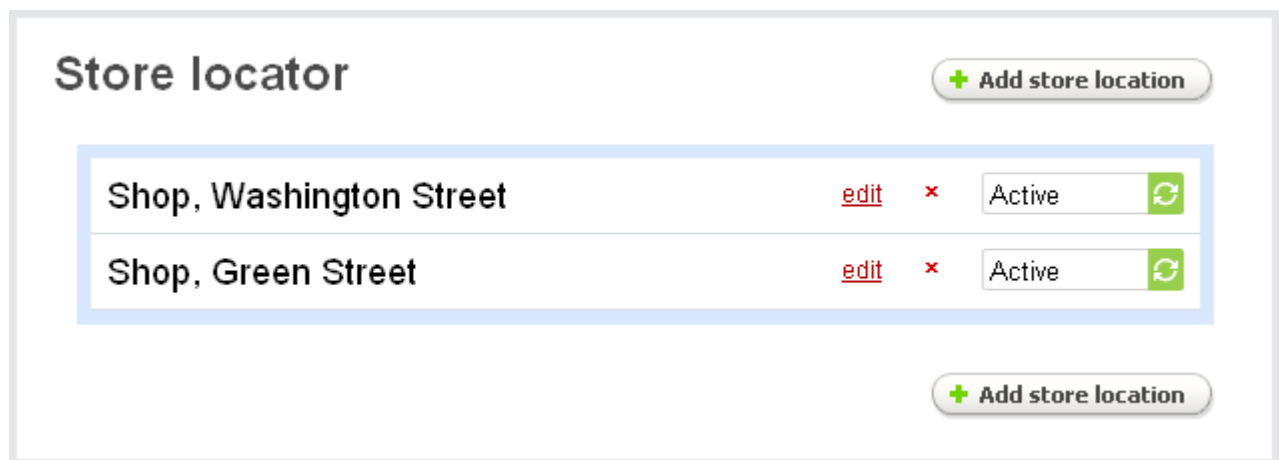 Store locator
Add store location
Shop, Washington Street edit × Active
Shop, Green Street edit × Active
Add store location